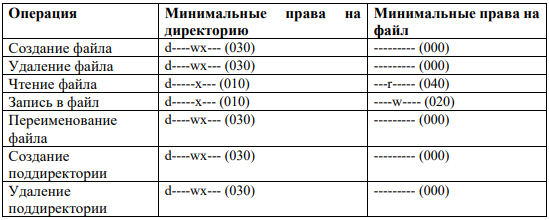 Операция Минимальные права на директорию Минимальные права на файл
Создание файла d----wx--- (030) --------- (000)
Удаление файла d----wx--- (030) --------- (000)
Чтение файла d-----x--- (010) ---r----- (040)
Запись в файл d-----x--- (010) ----w---- (020)
Переименование файла d----wx--- (030) --------- (000)
Создание поддиректории d----wx--- (030) --------- (000)
Удаление поддиректории d----wx--- (030) --------- (000)